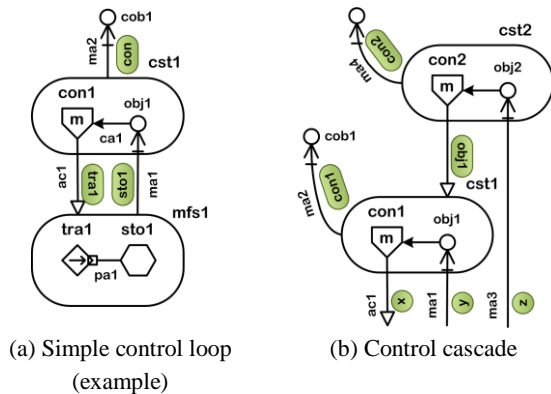 cob1
ma2
con
cst1
con1
obj1
m
ca1
ac1
tra1
sto1
ma1
mfs1
tra1
sto1
pa1
(a) Simple control loop
(example)
cst2
con2
ma4
con2
obj2
m
cob1
obj1
con1
ma2
cst1
con1
obj1
m
ac1
x
ma1
y
ma3
z
(b) Control cascade